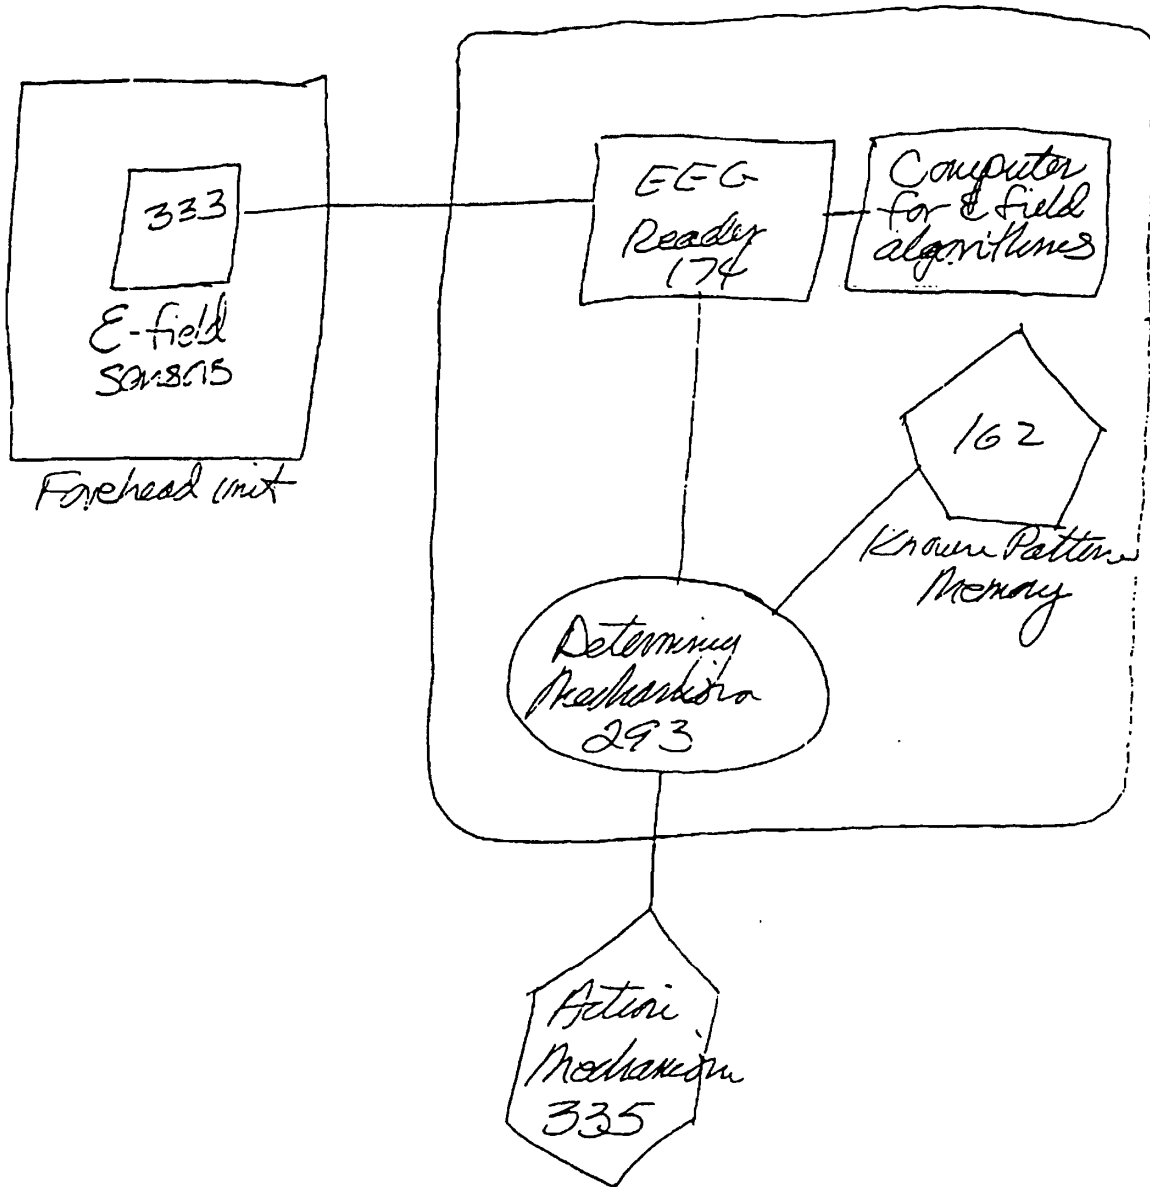 333
E-field
sensors
Forehead unit
EEG
Reader
174
Computer
for E field
algorithms
162
Known Pattern
Memory
Determining
Mechanism
293
Action
Mechanism
335